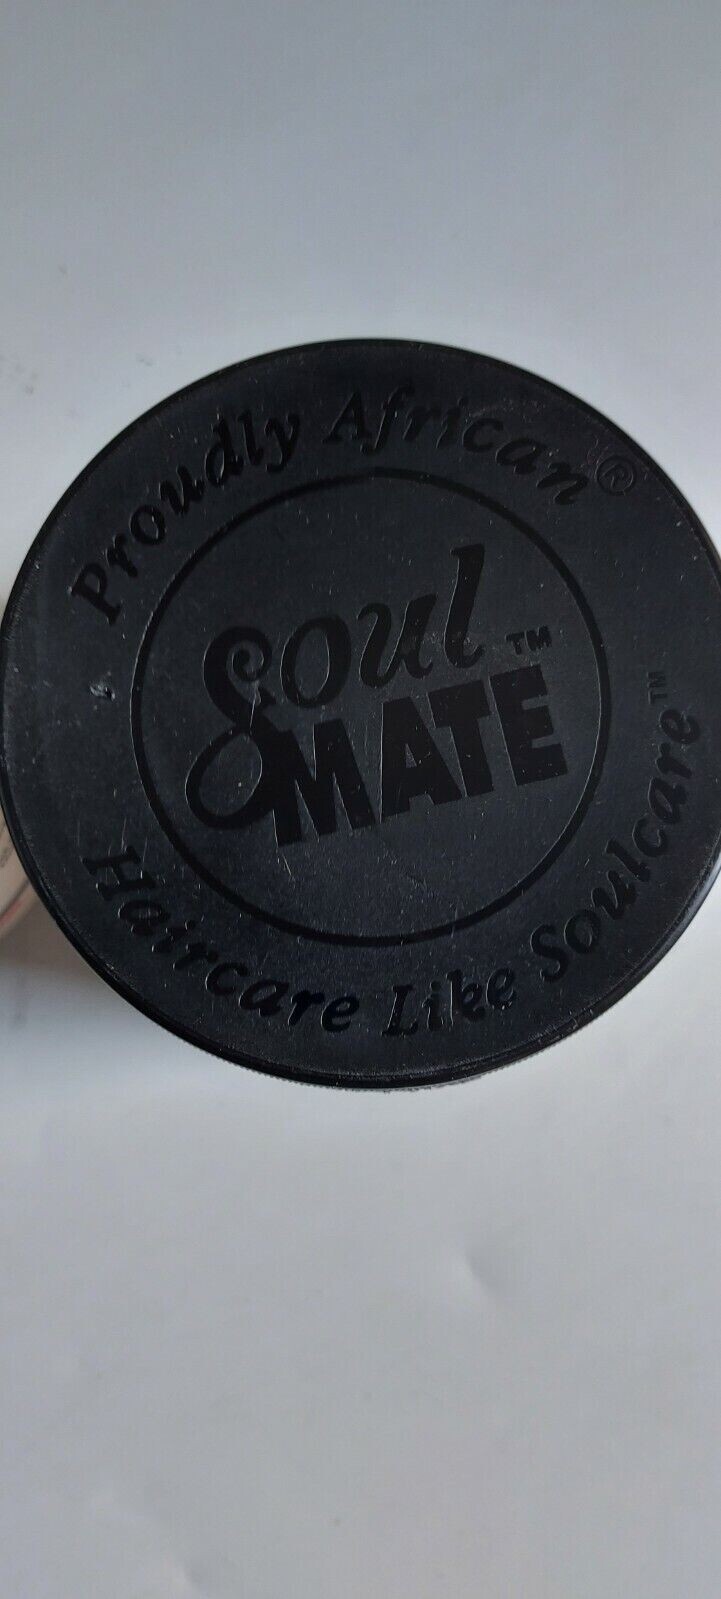 Proudly African®
Soul
MATE™
Haircare Like Soulcare™